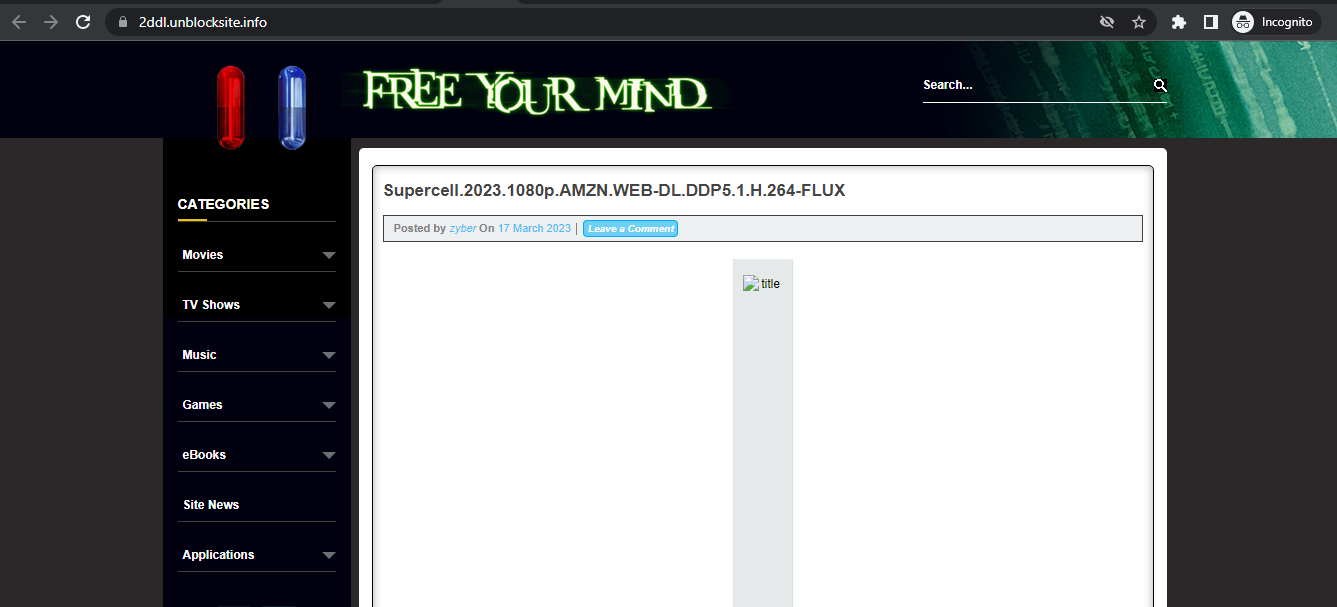 2ddl.unblocksite.info
Incognito
FREE YOUR MIND
Search...
CATEGORIES
Movies
TV Shows
Music
Games
eBooks
Site News
Applications
Supercell.2023.1080p.AMZN.WEB-DL.DDP5.1.H.264-FLUX
Posted by zyber On 17 March 2023 | Leave a Comment
title